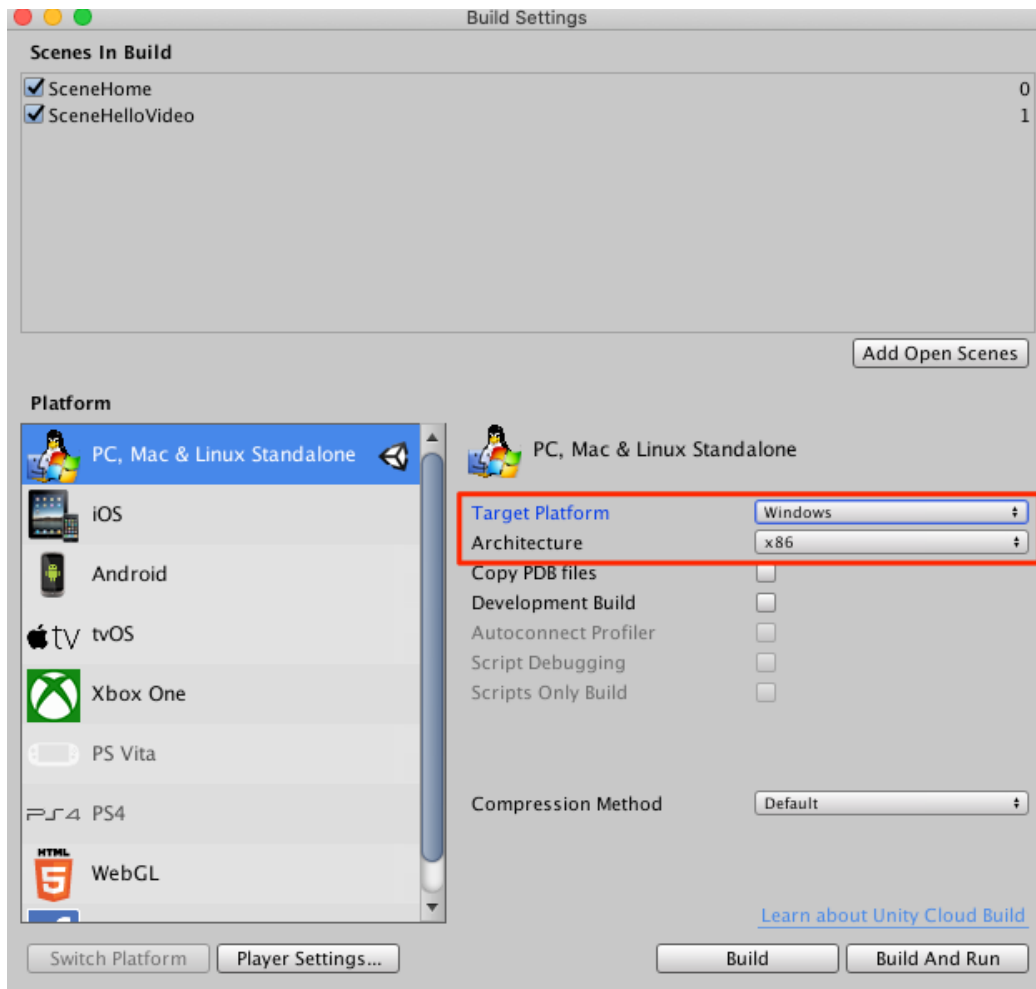 Build Settings
Scenes In Build
SceneHome 0
SceneHelloVideo 1
Add Open Scenes
Platform
PC, Mac & Linux Standalone
iOS
Android
tv tvOS
Xbox One
PS Vita
PS4 PS4
HTML
5 WebGL
PC, Mac & Linux Standalone
Target Platform Windows
Architecture x86
Copy PDB files
Development Build
Autoconnect Profiler
Script Debugging
Scripts Only Build
Compression Method Default
Learn about Unity Cloud Build
Switch Platform Player Settings... Build Build And Run